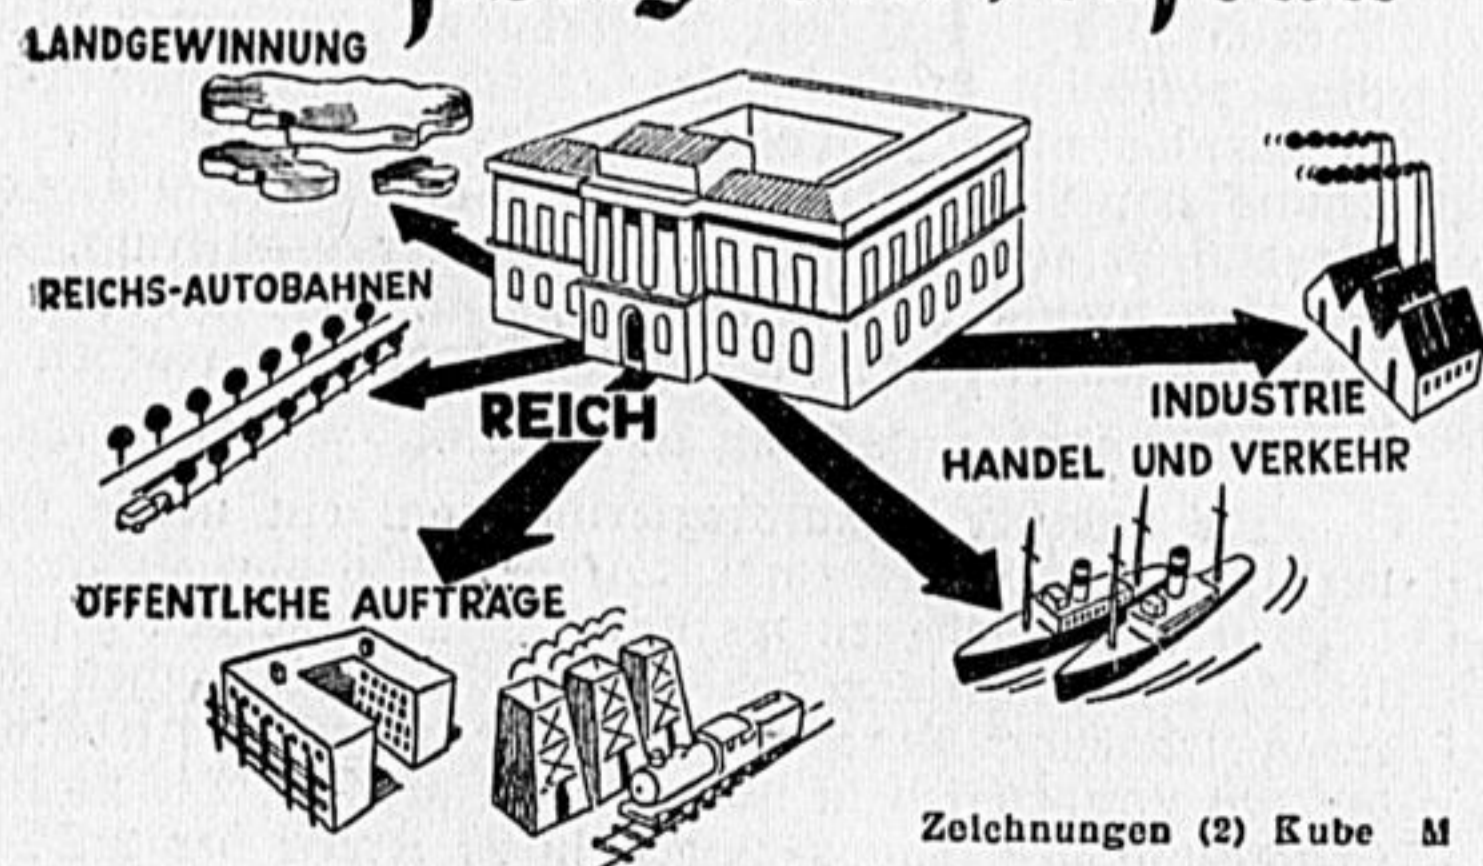 LANDGEWINNUNG
REICHS-AUTOBAHNEN
REICH
INDUSTRIE
HANDEL UND VERKEHR
ÖFFENTLICHE AUFTRÄGE
Zeichnungen (2) Kube M